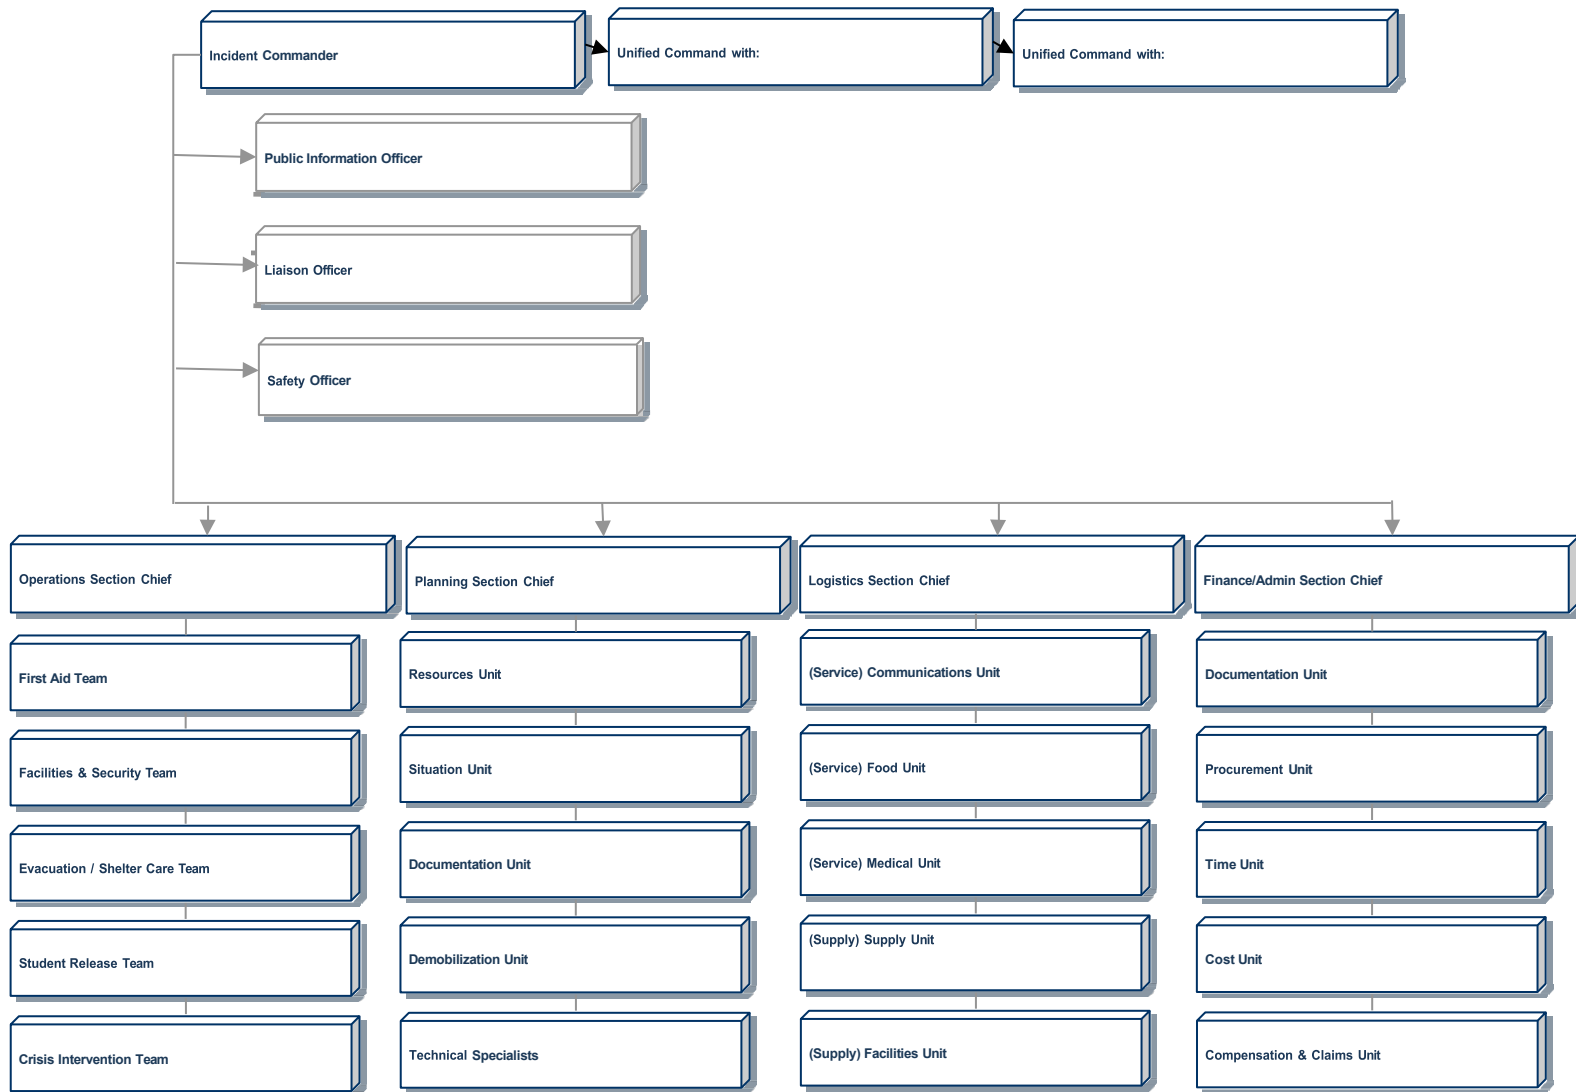 Incident Commander
Unified Command with:
Unified Command with:
Public Information Officer
Liaison Officer
Safety Officer
Operations Section Chief
Planning Section Chief
Logistics Section Chief
Finance/Admin Section Chief
First Aid Team
Resources Unit
(Service) Communications Unit
Documentation Unit
Facilities & Security Team
Situation Unit
(Service) Food Unit
Procurement Unit
Evacuation / Shelter Care Team
Documentation Unit
(Service) Medical Unit
Time Unit
Student Release Team
Demobilization Unit
(Supply) Supply Unit
Cost Unit
Crisis Intervention Team
Technical Specialists
(Supply) Facilities Unit
Compensation & Claims Unit